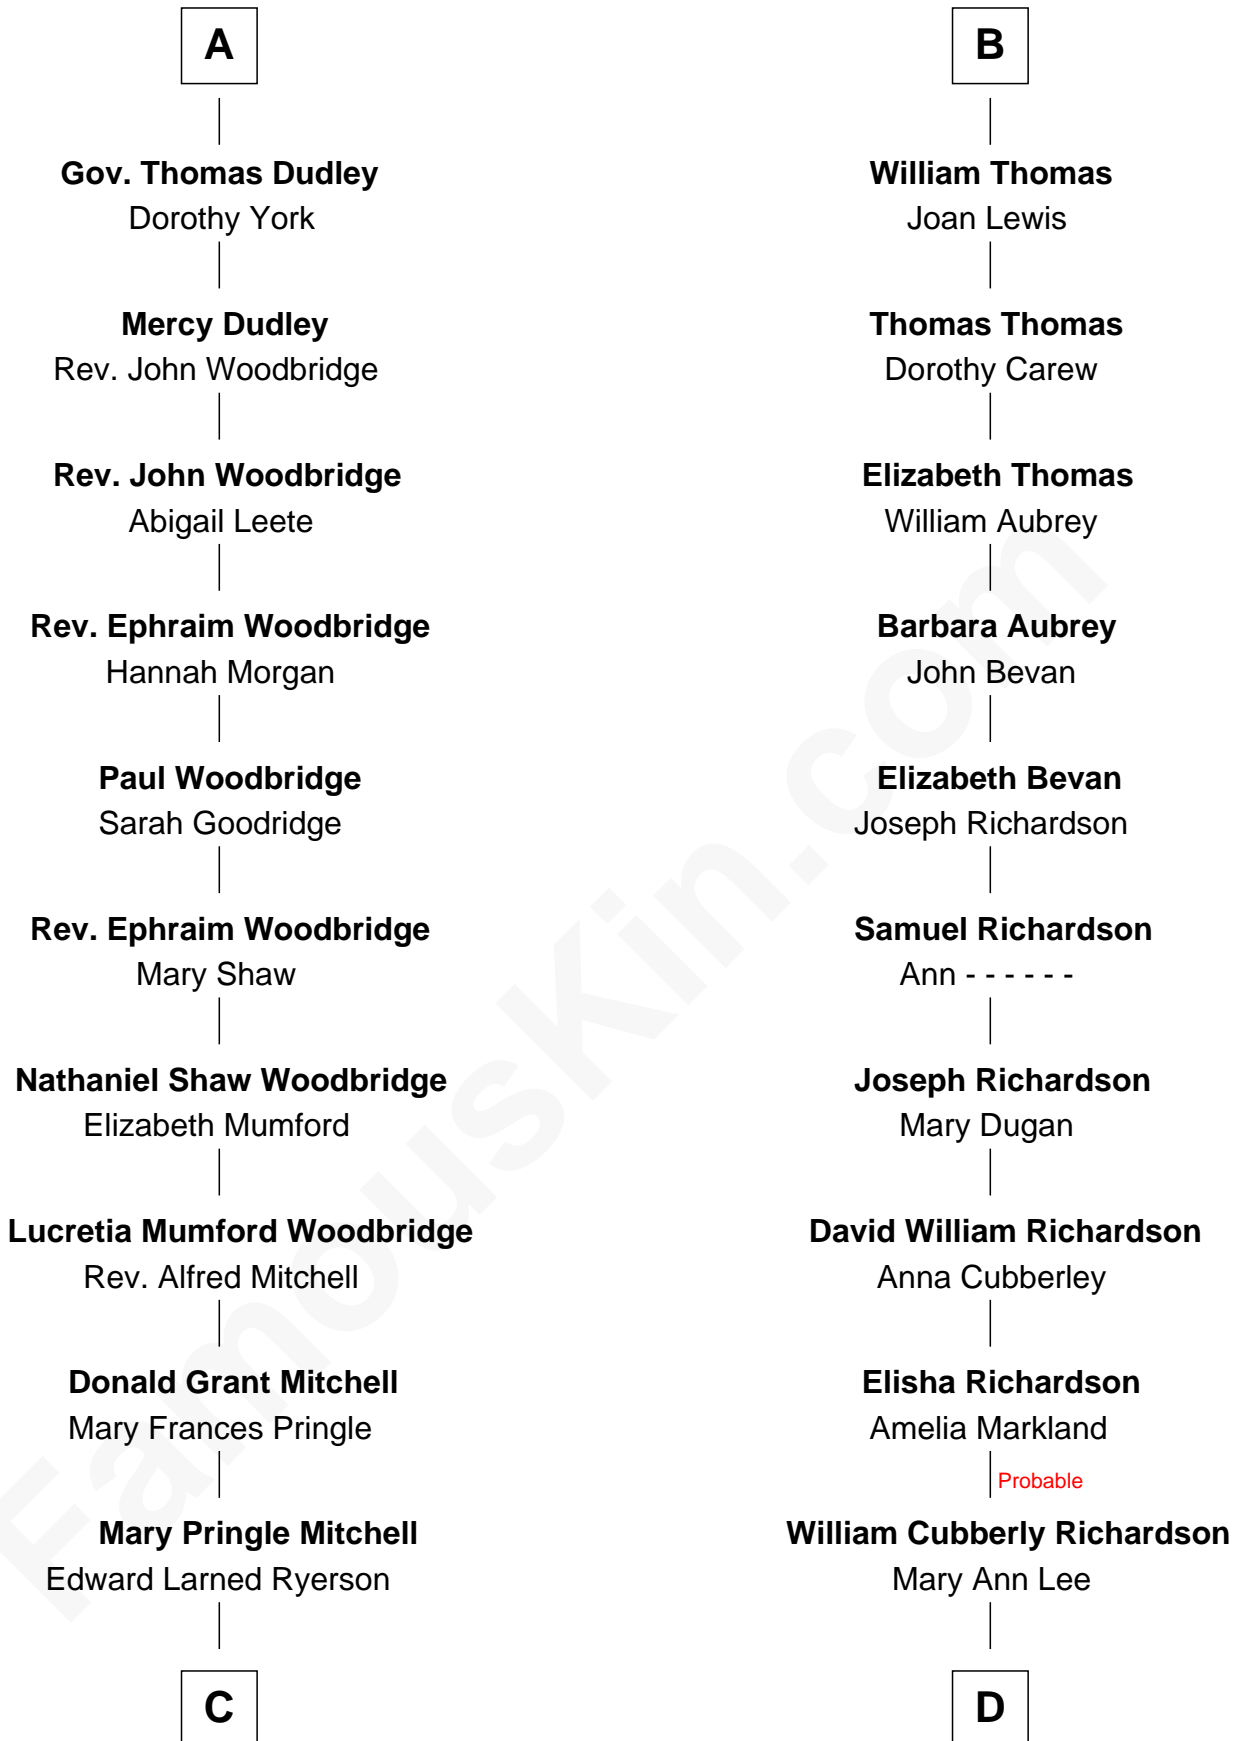 A
Gov. Thomas Dudley
Dorothy York
Mercy Dudley
Rev. John Woodbridge
Rev. John Woodbridge
Abigail Leete
Rev. Ephraim Woodbridge
Hannah Morgan
Paul Woodbridge
Sarah Goodridge
Rev. Ephraim Woodbridge
Mary Shaw
Nathaniel Shaw Woodbridge
Elizabeth Mumford
Lucretia Mumford Woodbridge
Rev. Alfred Mitchell
Donald Grant Mitchell
Mary Frances Pringle
Mary Pringle Mitchell
Edward Larned Ryerson
C
B
William Thomas
Joan Lewis
Thomas Thomas
Dorothy Carew
Elizabeth Thomas
William Aubrey
Barbara Aubrey
John Bevan
Elizabeth Bevan
Joseph Richardson
Samuel Richardson
Ann - - - - - -
Joseph Richardson
Mary Dugan
David William Richardson
Anna Cubberley
Elisha Richardson
Amelia Markland
Probable
William Cubberly Richardson
Mary Ann Lee
D
FamousKin.com